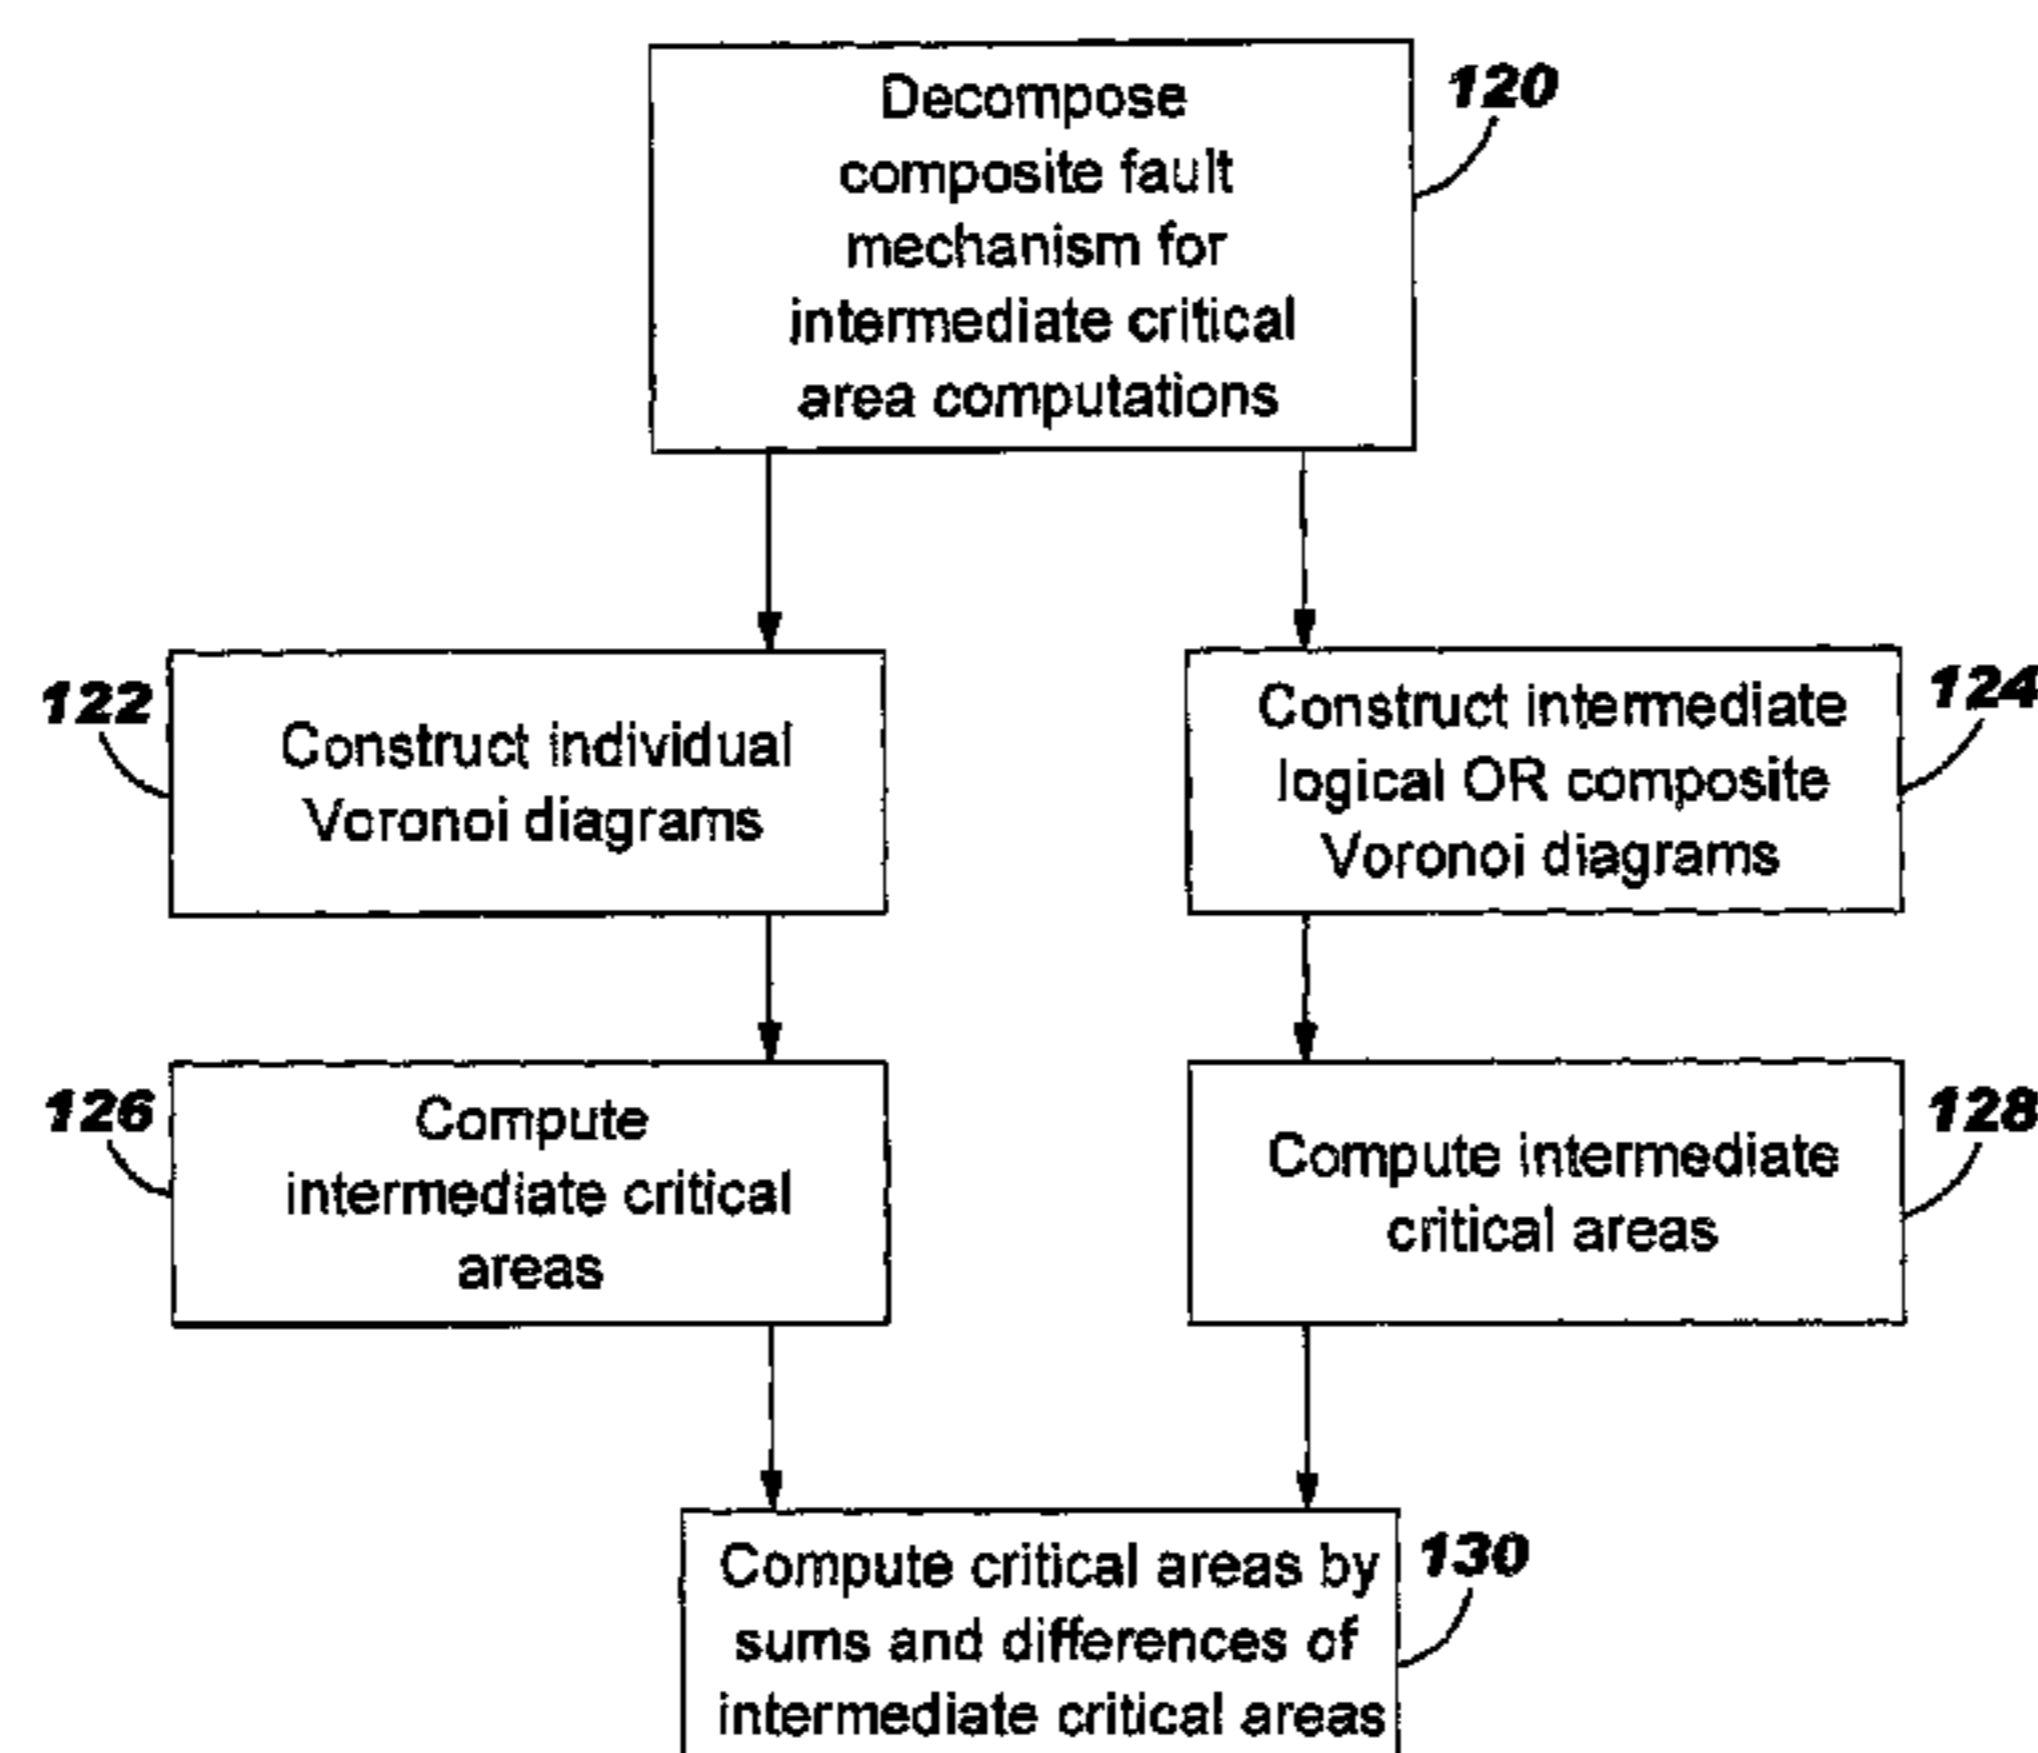 Decompose
composite fault
mechanism for
intermediate critical
area computations
120
122
Construct individual
Voronoi diagrams
Construct intermediate
logical OR composite
Voronoi diagrams
124
126
Compute
intermediate critical
areas
Compute intermediate
critical areas
128
Compute critical areas by
sums and differences of
intermediate critical areas
130